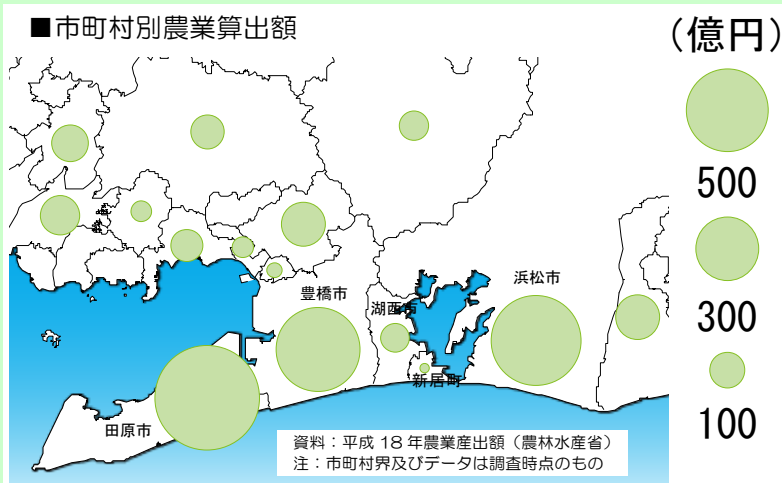 ■市町村別農業算出額
(億円)
500
300
100
浜松市
豊橋市
湖西市
新居町
田原市
資料：平成 18 年農業産出額（農林水産省）
注：市町村界及びデータは調査時点のもの